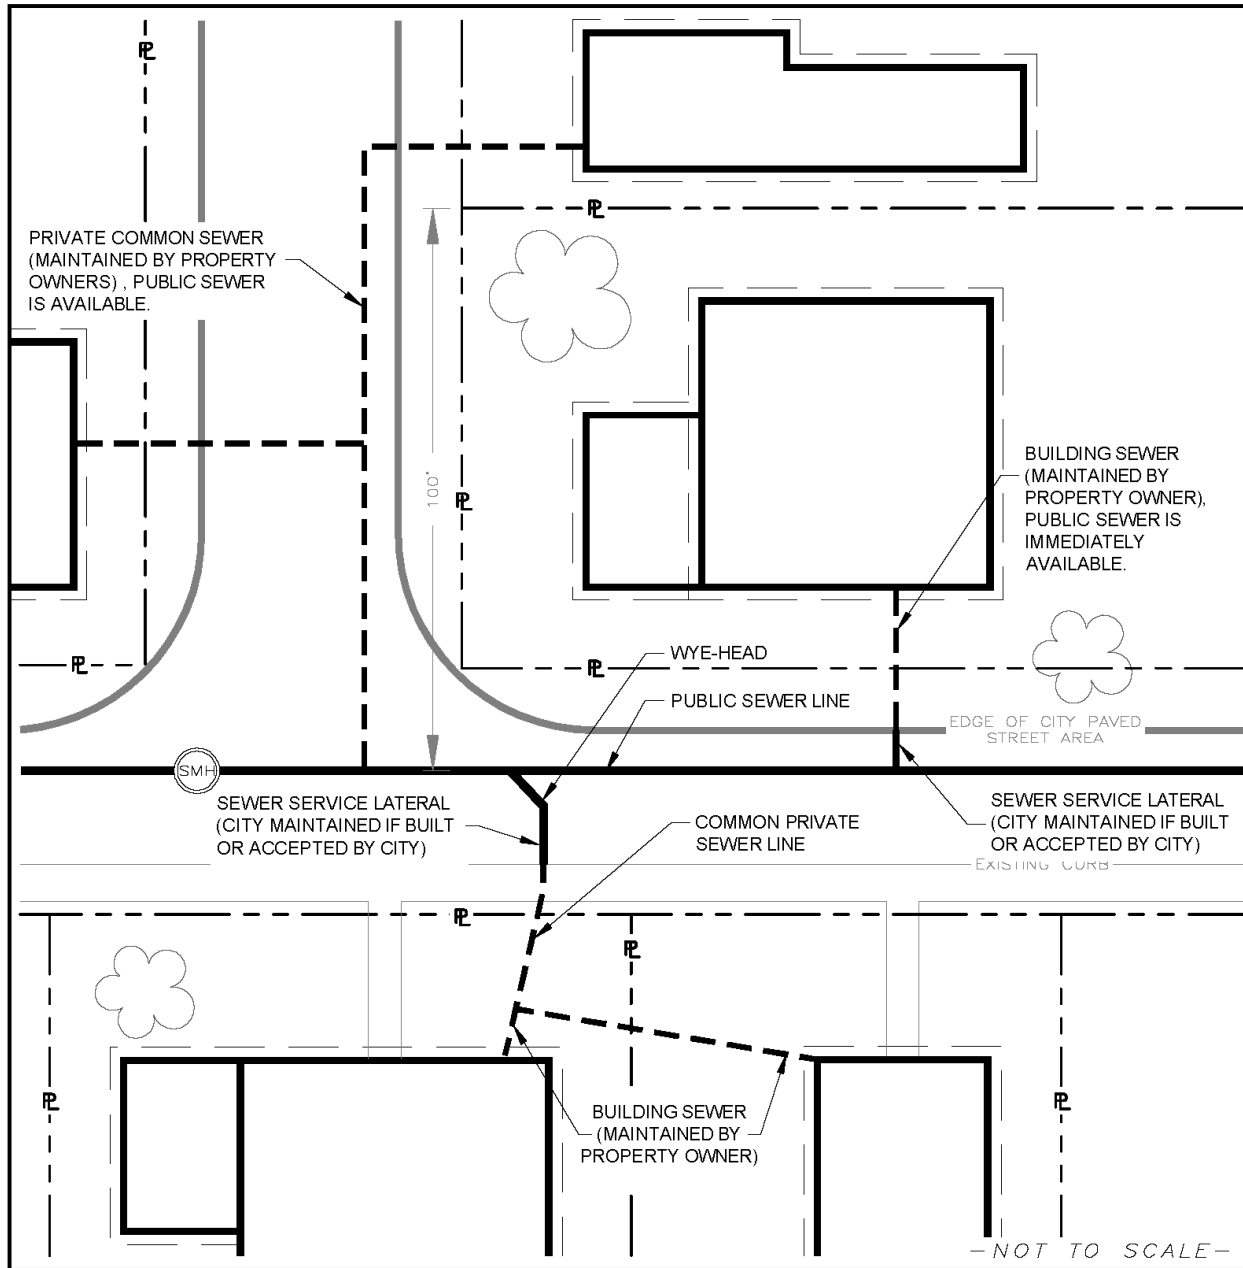 PL
PL
PRIVATE COMMON SEWER
(MAINTAINED BY PROPERTY
OWNERS) , PUBLIC SEWER
IS AVAILABLE.
100'
PL
BUILDING SEWER
(MAINTAINED BY
PROPERTY OWNER),
PUBLIC SEWER IS
IMMEDIATELY
AVAILABLE.
PL
WYE-HEAD
PL
PUBLIC SEWER LINE
EDGE OF CITY PAVED
STREET AREA
SMH
SEWER SERVICE LATERAL
(CITY MAINTAINED IF BUILT
OR ACCEPTED BY CITY)
COMMON PRIVATE
SEWER LINE
SEWER SERVICE LATERAL
(CITY MAINTAINED IF BUILT
OR ACCEPTED BY CITY)
EXISTING CURB
PL
PL
PL
BUILDING SEWER
(MAINTAINED BY
PROPERTY OWNER)
PL
-NOT TO SCALE-